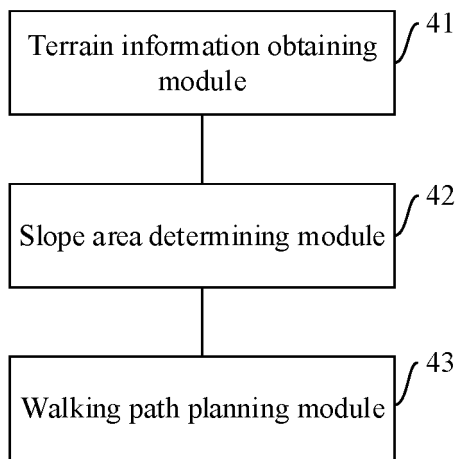 Terrain information obtaining
module
41
Slope area determining module
42
Walking path planning module
43